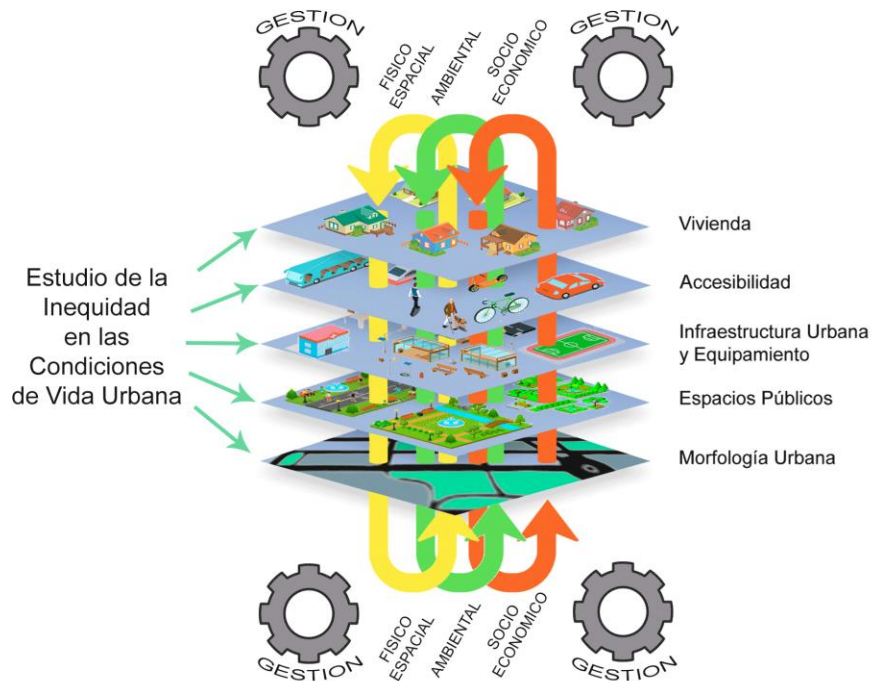 GESTION
FISICO
ESPACIAL
AMBIENTAL
SOCIO
ECONOMICO
GESTION
Estudio de la
Inequidad
en las
Condiciones
de Vida Urbana
Vivienda
Accesibilidad
Infraestructura Urbana
y Equipamiento
Espacios Públicos
Morfología Urbana
GESTION
FISICO
ESPACIAL
AMBIENTAL
SOCIO
ECONOMICO
GESTION